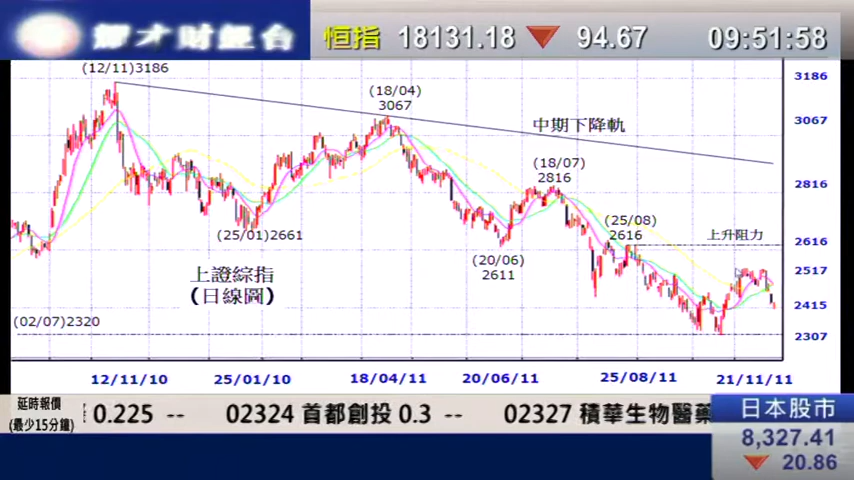 耀才財經台
恒指 18131.18 ▼ 94.67 09:51:58
(12/11)3186
(18/04)
3067
中期下降軌
(18/07)
2816
(25/08)
2616
上升阻力
(25/01)2661
(20/06)
2611
上證綜指
(日線圖)
(02/07)2320
3186
3067
2816
2616
2517
2415
2307
12/11/10 25/01/10 18/04/11 20/06/11 25/08/11 21/11/11
延時報價
(最少15分鐘)
0.225 -- 02324 首都創投 0.3 -- 02327 積華生物醫藥
日本股市
8,327.41
▼ 20.86